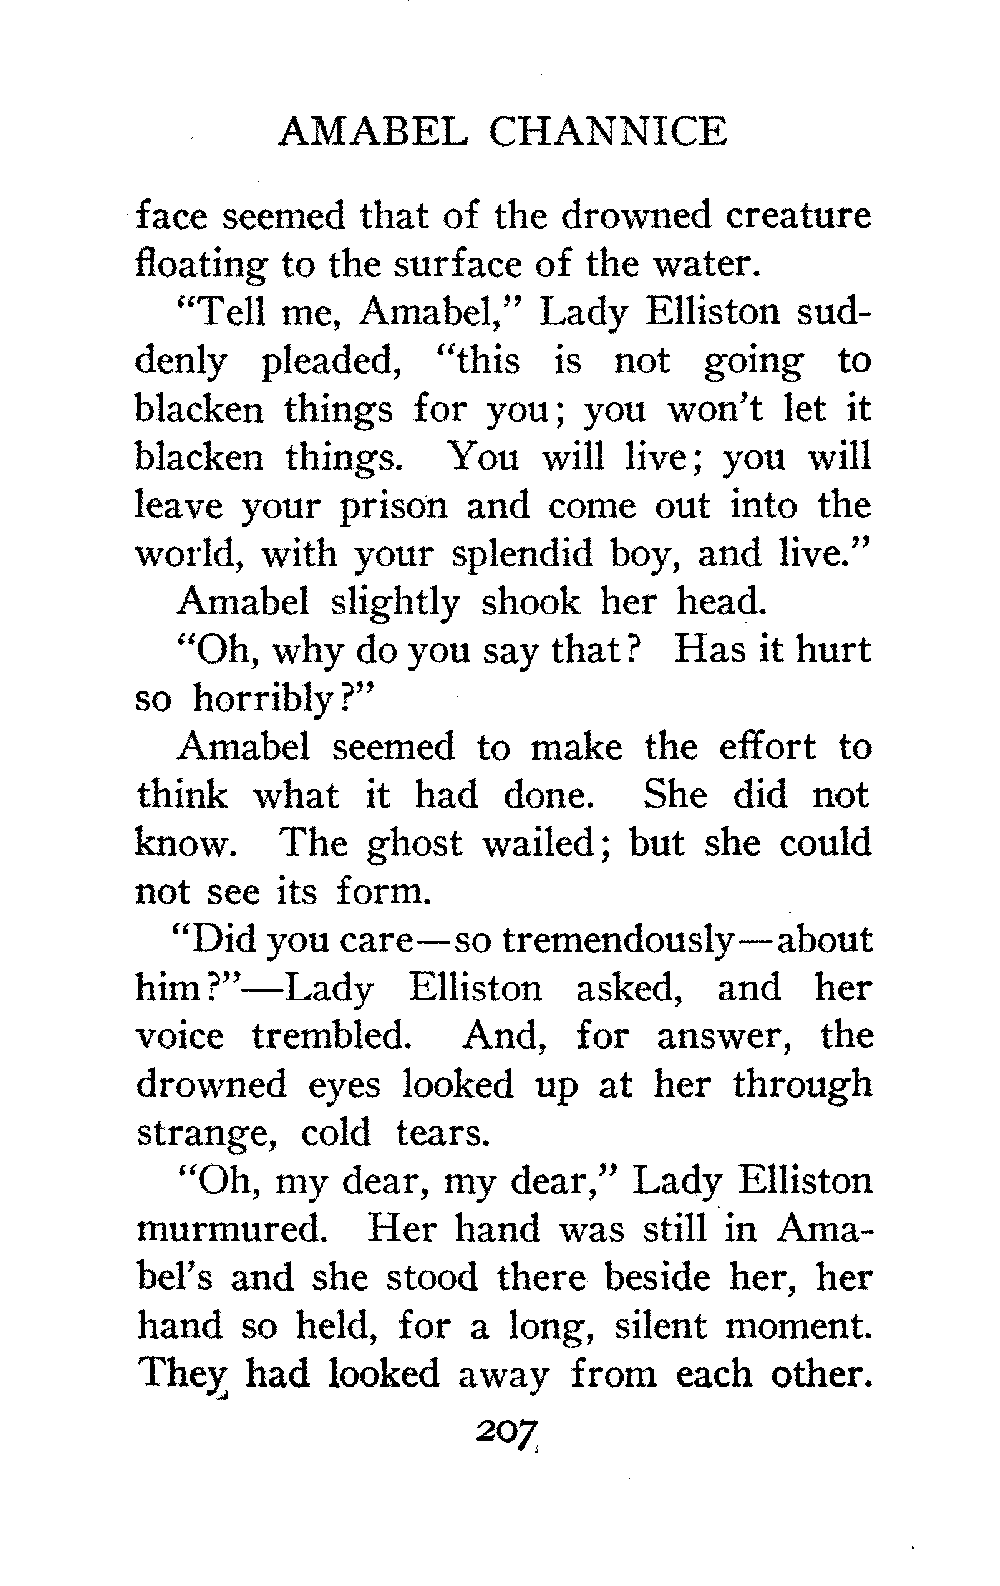 AMABEL CHANNICE
face seemed that of the drowned creature
floating to the surface of the water.
"Tell me, Amabel," Lady Elliston sud-
denly pleaded, "this is not going to
blacken things for you; you won't let it
blacken things. You will live; you will
leave your prison and come out into the
world, with your splendid boy, and live."
Amabel slightly shook her head.
"Oh, why do you say that? Has it hurt
so horribly?"
Amabel seemed to make the effort to
think what it had done. She did not
know. The ghost wailed; but she could
not see its form.
"Did you care—so tremendously—about
him?"—Lady Elliston asked, and her
voice trembled. And, for answer, the
drowned eyes looked up at her through
strange, cold tears.
"Oh, my dear, my dear," Lady Elliston
murmured. Her hand was still in Ama-
bel's and she stood there beside her, her
hand so held, for a long, silent moment.
They had looked away from each other.
207